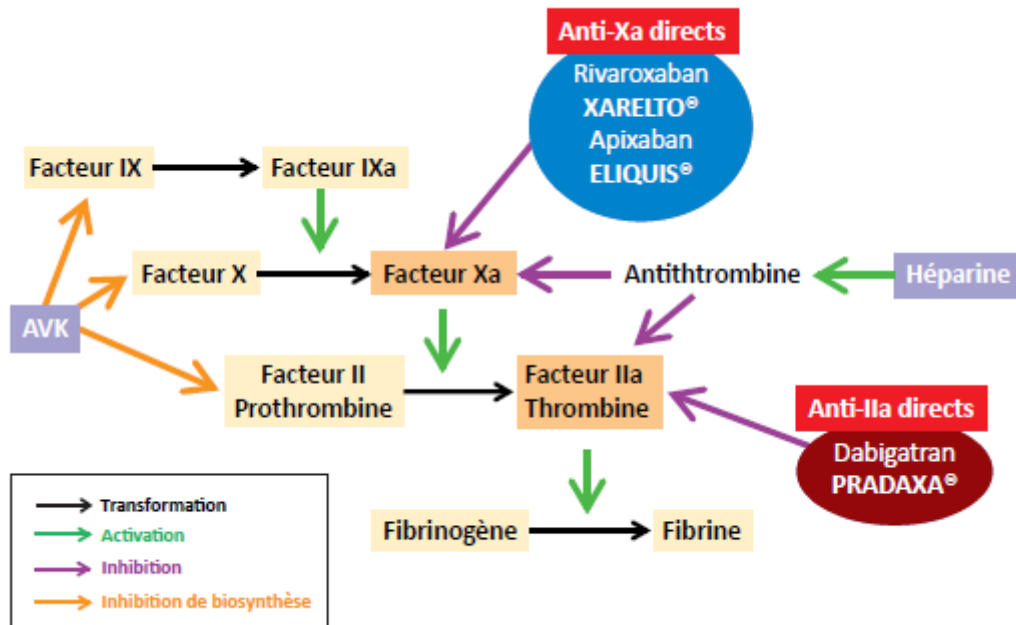 Anti-Xa directs
Rivaroxaban
XARELTO®
Apixaban
ELIQUIS®
Facteur IX
Facteur IXa
Facteur X
Facteur Xa
Antithtrombine
Héparine
AVK
Facteur II
Prothrombine
Facteur IIa
Thrombine
Anti-IIa directs
Dabigatran
PRADAXA®
Fibrinogène
Fibrine
Transformation
Activation
Inhibition
Inhibition de biosynthèse